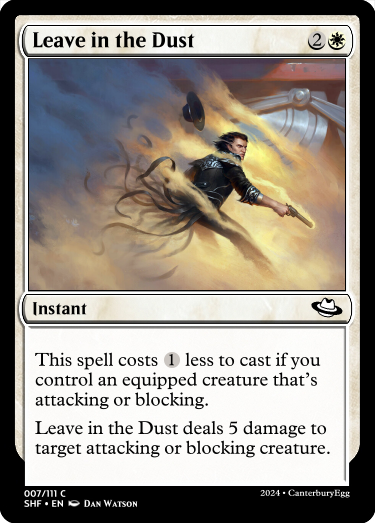 Leave in the Dust 2
Instant
This spell costs 1 less to cast if you
control an equipped creature that's
attacking or blocking.
Leave in the Dust deals 5 damage to
target attacking or blocking creature.
007/111 C
SHF • EN DAN WATSON
2024 • CanterburyEgg